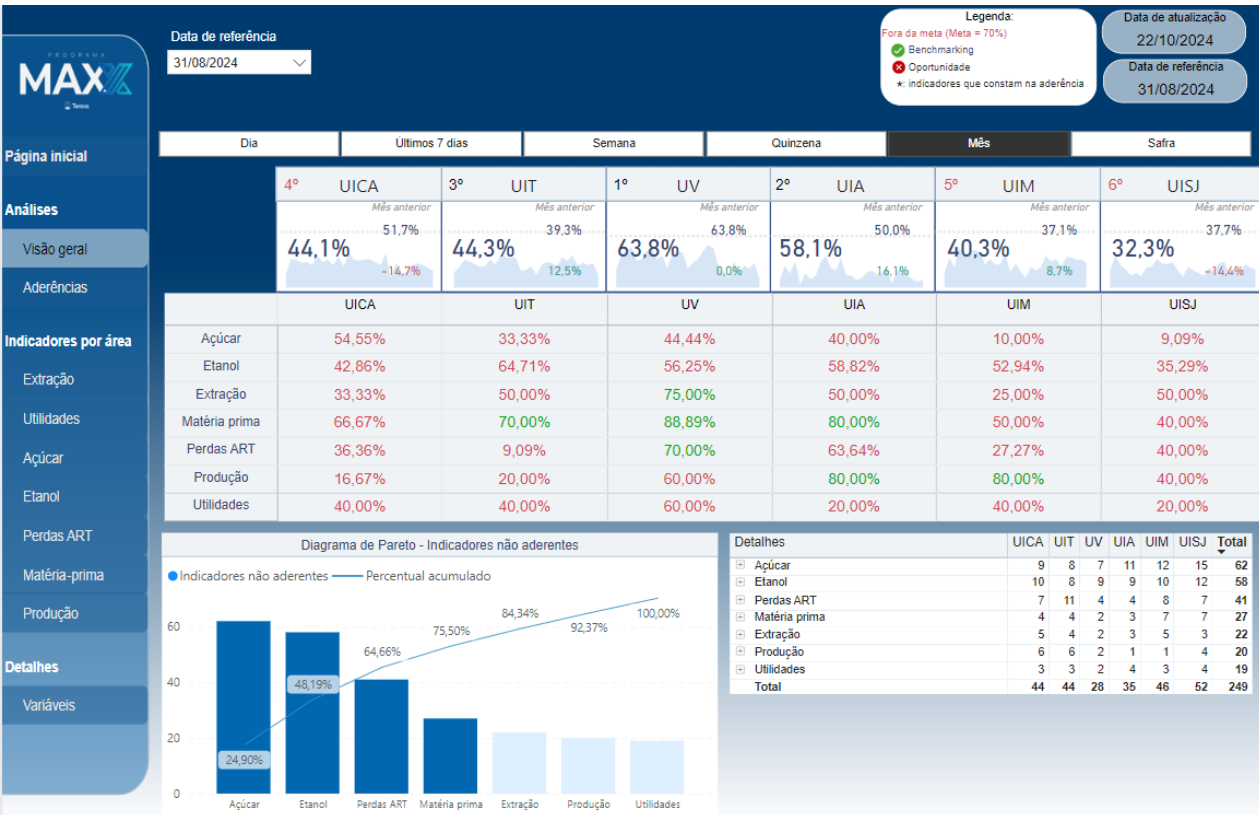 Data de referência
31/08/2024
Legenda:
Fora da meta (Meta = 70%)
Benchmarking
Oportunidade
*: indicadores que constam na aderência
Data de atualização
22/10/2024
Data de referência
31/08/2024
PROGRAMA
MAXX
Tereos
Página inicial
Análises
Visão geral
Aderências
Indicadores por área
Extração
Utilidades
Açúcar
Etanol
Perdas ART
Matéria-prima
Produção
Detalhes
Variáveis
Dia Últimos 7 dias Semana Quinzena Mês Safra
4º UICA 3º UIT 1º UV 2º UIA 5º UIM 6º UISJ
Mês anterior Mês anterior Mês anterior Mês anterior Mês anterior Mês anterior
51,7% 39,3% 63,8% 50,0% 37,1% 37,7%
44,1% 44,3% 63,8% 58,1% 40,3% 32,3%
-14,7% 12,5% 0,0% 16,1% 8,7% -14,4%
UICA UIT UV UIA UIM UISJ
Açúcar 54,55% 33,33% 44,44% 40,00% 10,00% 9,09%
Etanol 42,86% 64,71% 56,25% 58,82% 52,94% 35,29%
Extração 33,33% 50,00% 75,00% 50,00% 25,00% 50,00%
Matéria prima 66,67% 70,00% 88,89% 80,00% 50,00% 40,00%
Perdas ART 36,36% 9,09% 70,00% 63,64% 27,27% 40,00%
Produção 16,67% 20,00% 60,00% 80,00% 80,00% 40,00%
Utilidades 40,00% 40,00% 60,00% 20,00% 40,00% 20,00%
Diagrama de Pareto - Indicadores não aderentes
Indicadores não aderentes Percentual acumulado
60
40
20
0
24,90%
48,19%
64,66%
75,50%
84,34%
92,37%
100,00%
Açúcar Etanol Perdas ART Matéria prima Extração Produção Utilidades
Detalhes UICA UIT UV UIA UIM UISJ Total
Açúcar 9 8 7 11 12 15 62
Etanol 10 8 9 9 10 12 58
Perdas ART 7 11 4 4 8 7 41
Matéria prima 4 4 2 3 7 7 27
Extração 5 4 2 3 5 3 22
Produção 6 6 2 1 1 4 20
Utilidades 3 3 2 4 3 4 19
Total 44 44 28 35 46 52 249